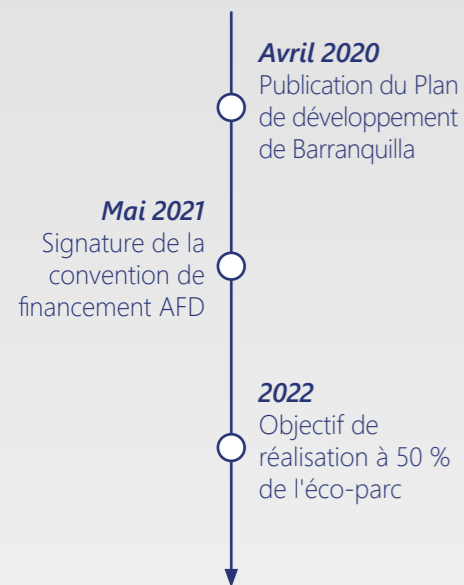 Avril 2020
Publication du Plan
de développement
de Barranquilla
Mai 2021
Signature de la
convention de
financement AFD
2022
Objectif de
réalisation à 50 %
de l'éco-parc